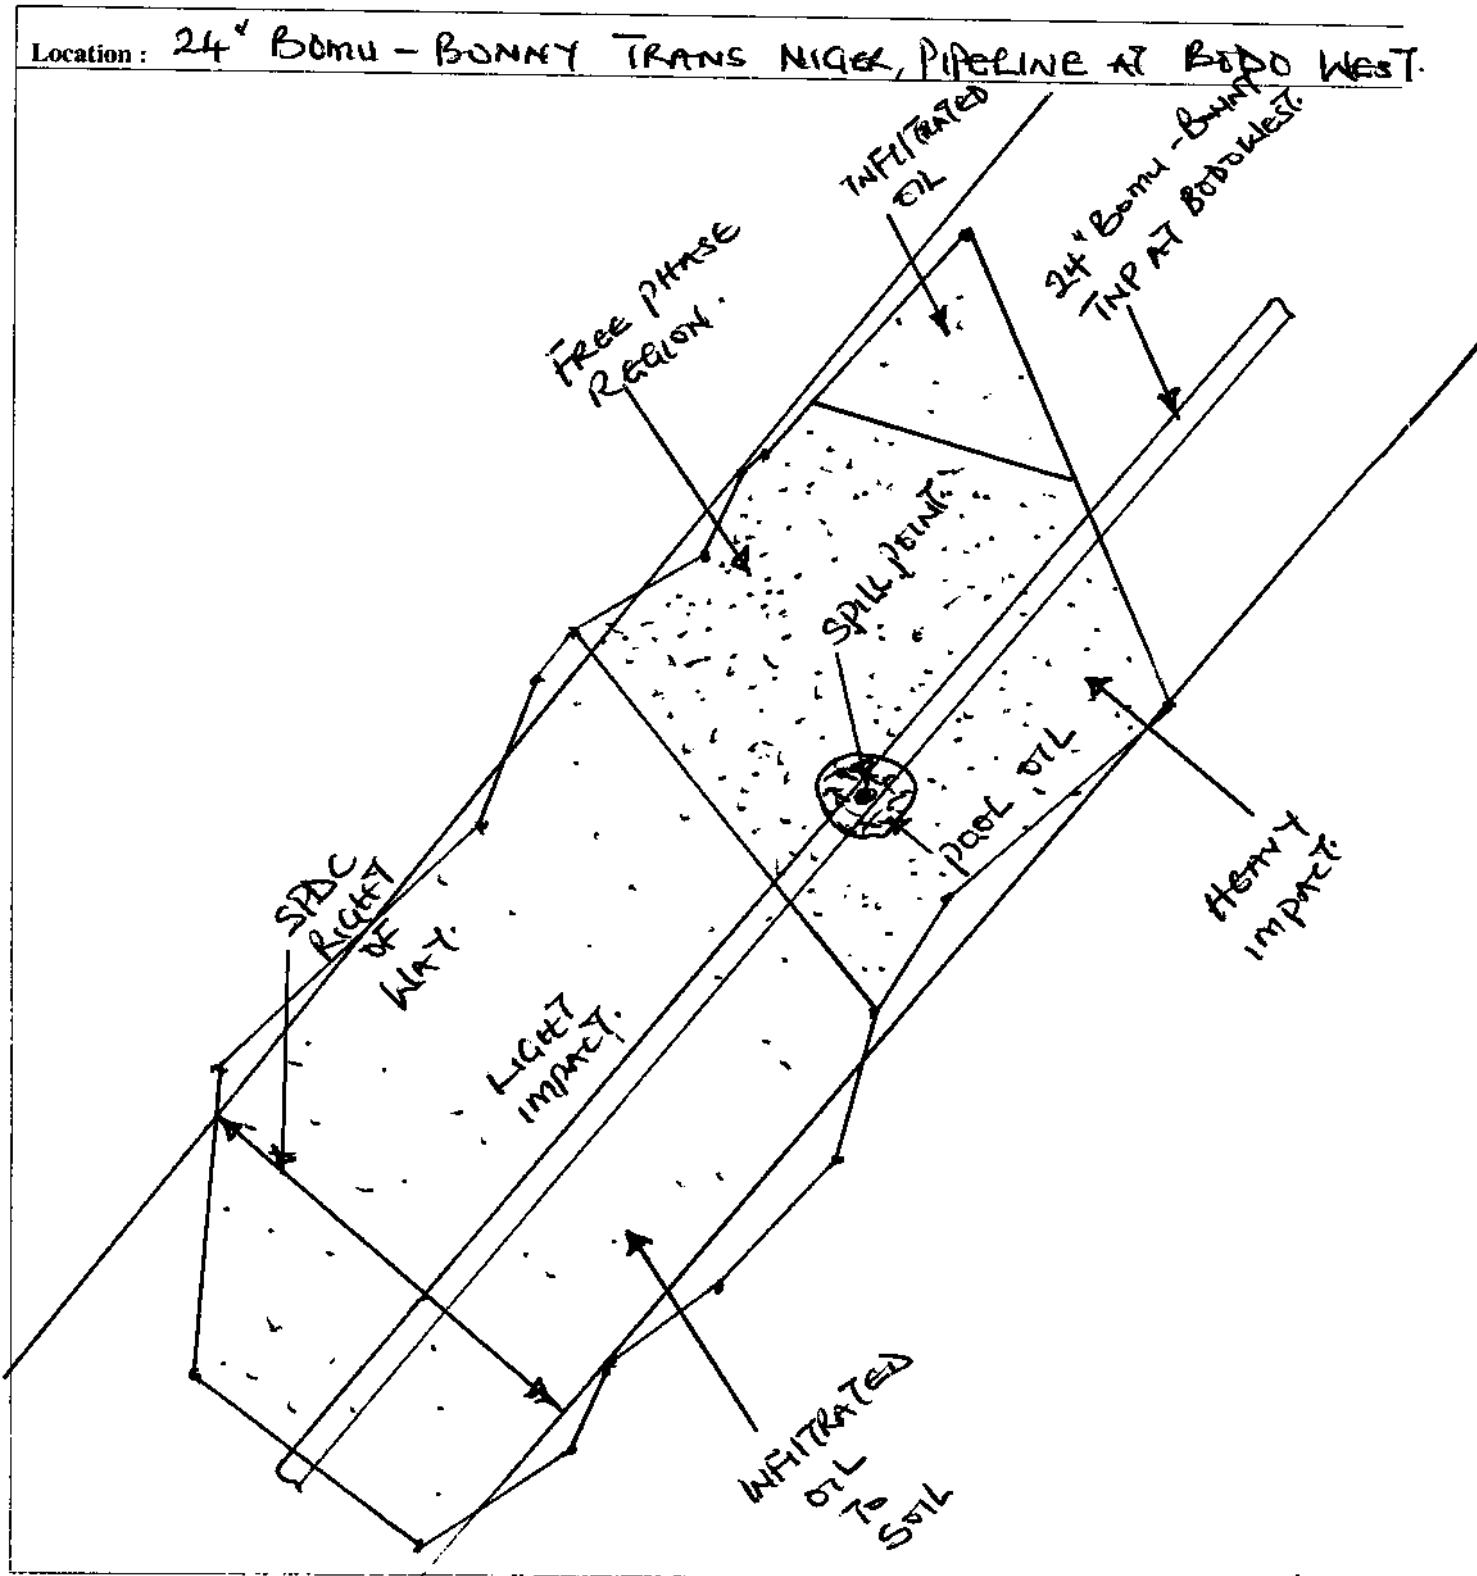 Location : 24" BOMU - BONNY TRANS NIGER, PIPELINE AT BODO WEST.
INFILTRATED
OIL
24" BOMU - BONNY
TNP AT BODO WEST.
FREE PHASE
REGION.
SPILL POINT.
POOL OIL
HEAVY
IMPACT.
SPDC
RIGHT
OF
WAY.
LIGHT
IMPACT.
INFILTRATED
OIL
TO
SOIL